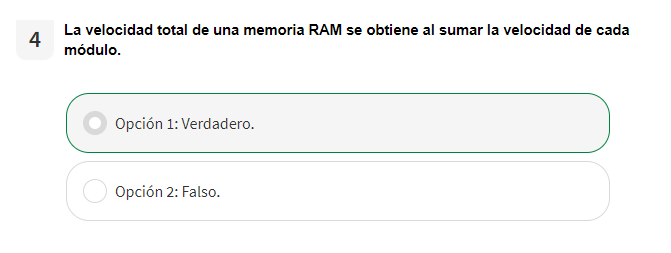 4
La velocidad total de una memoria RAM se obtiene al sumar la velocidad de cada
módulo.
Opción 1: Verdadero.
Opción 2: Falso.